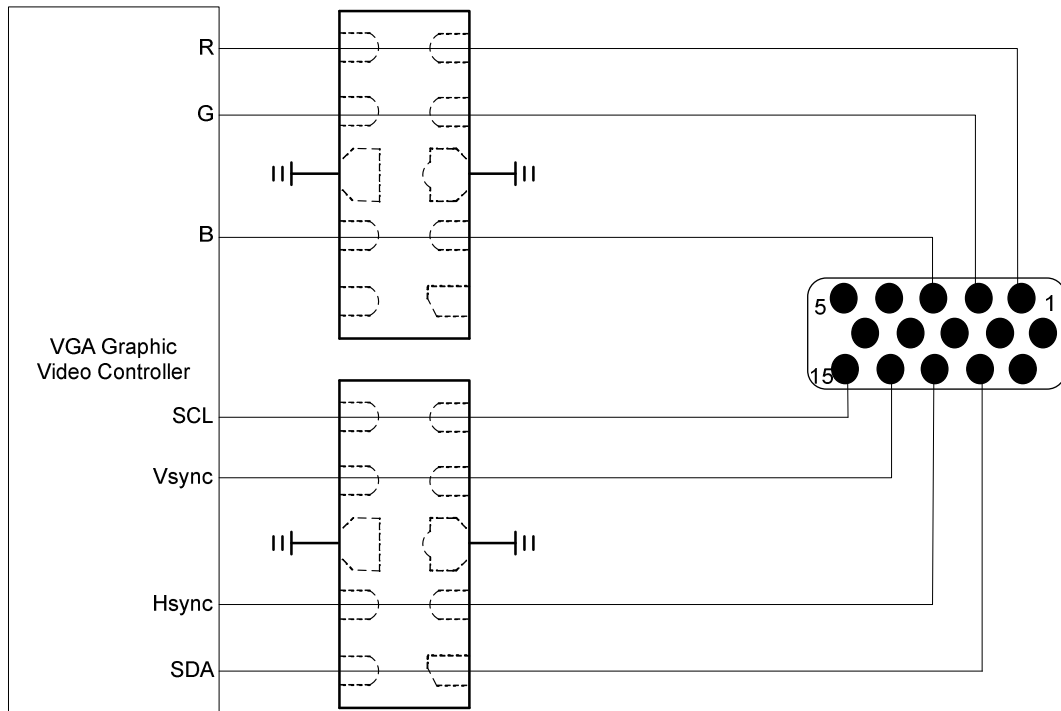 R
G
B
5
1
15
VGA Graphic
Video Controller
SCL
Vsync
Hsync
SDA